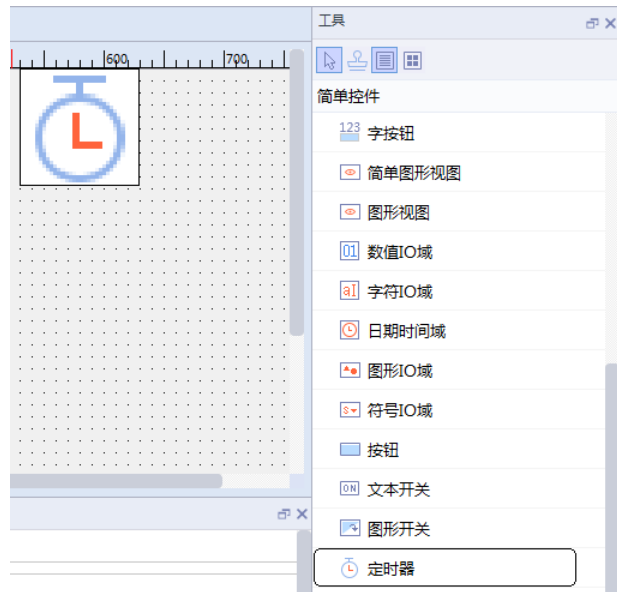 工具
600
700
简单控件
123
字按钮
简单图形视图
图形视图
01 数值IO域
aI 字符IO域
日期时间域
图形IO域
S 符号IO域
按钮
ON 文本开关
图形开关
定时器